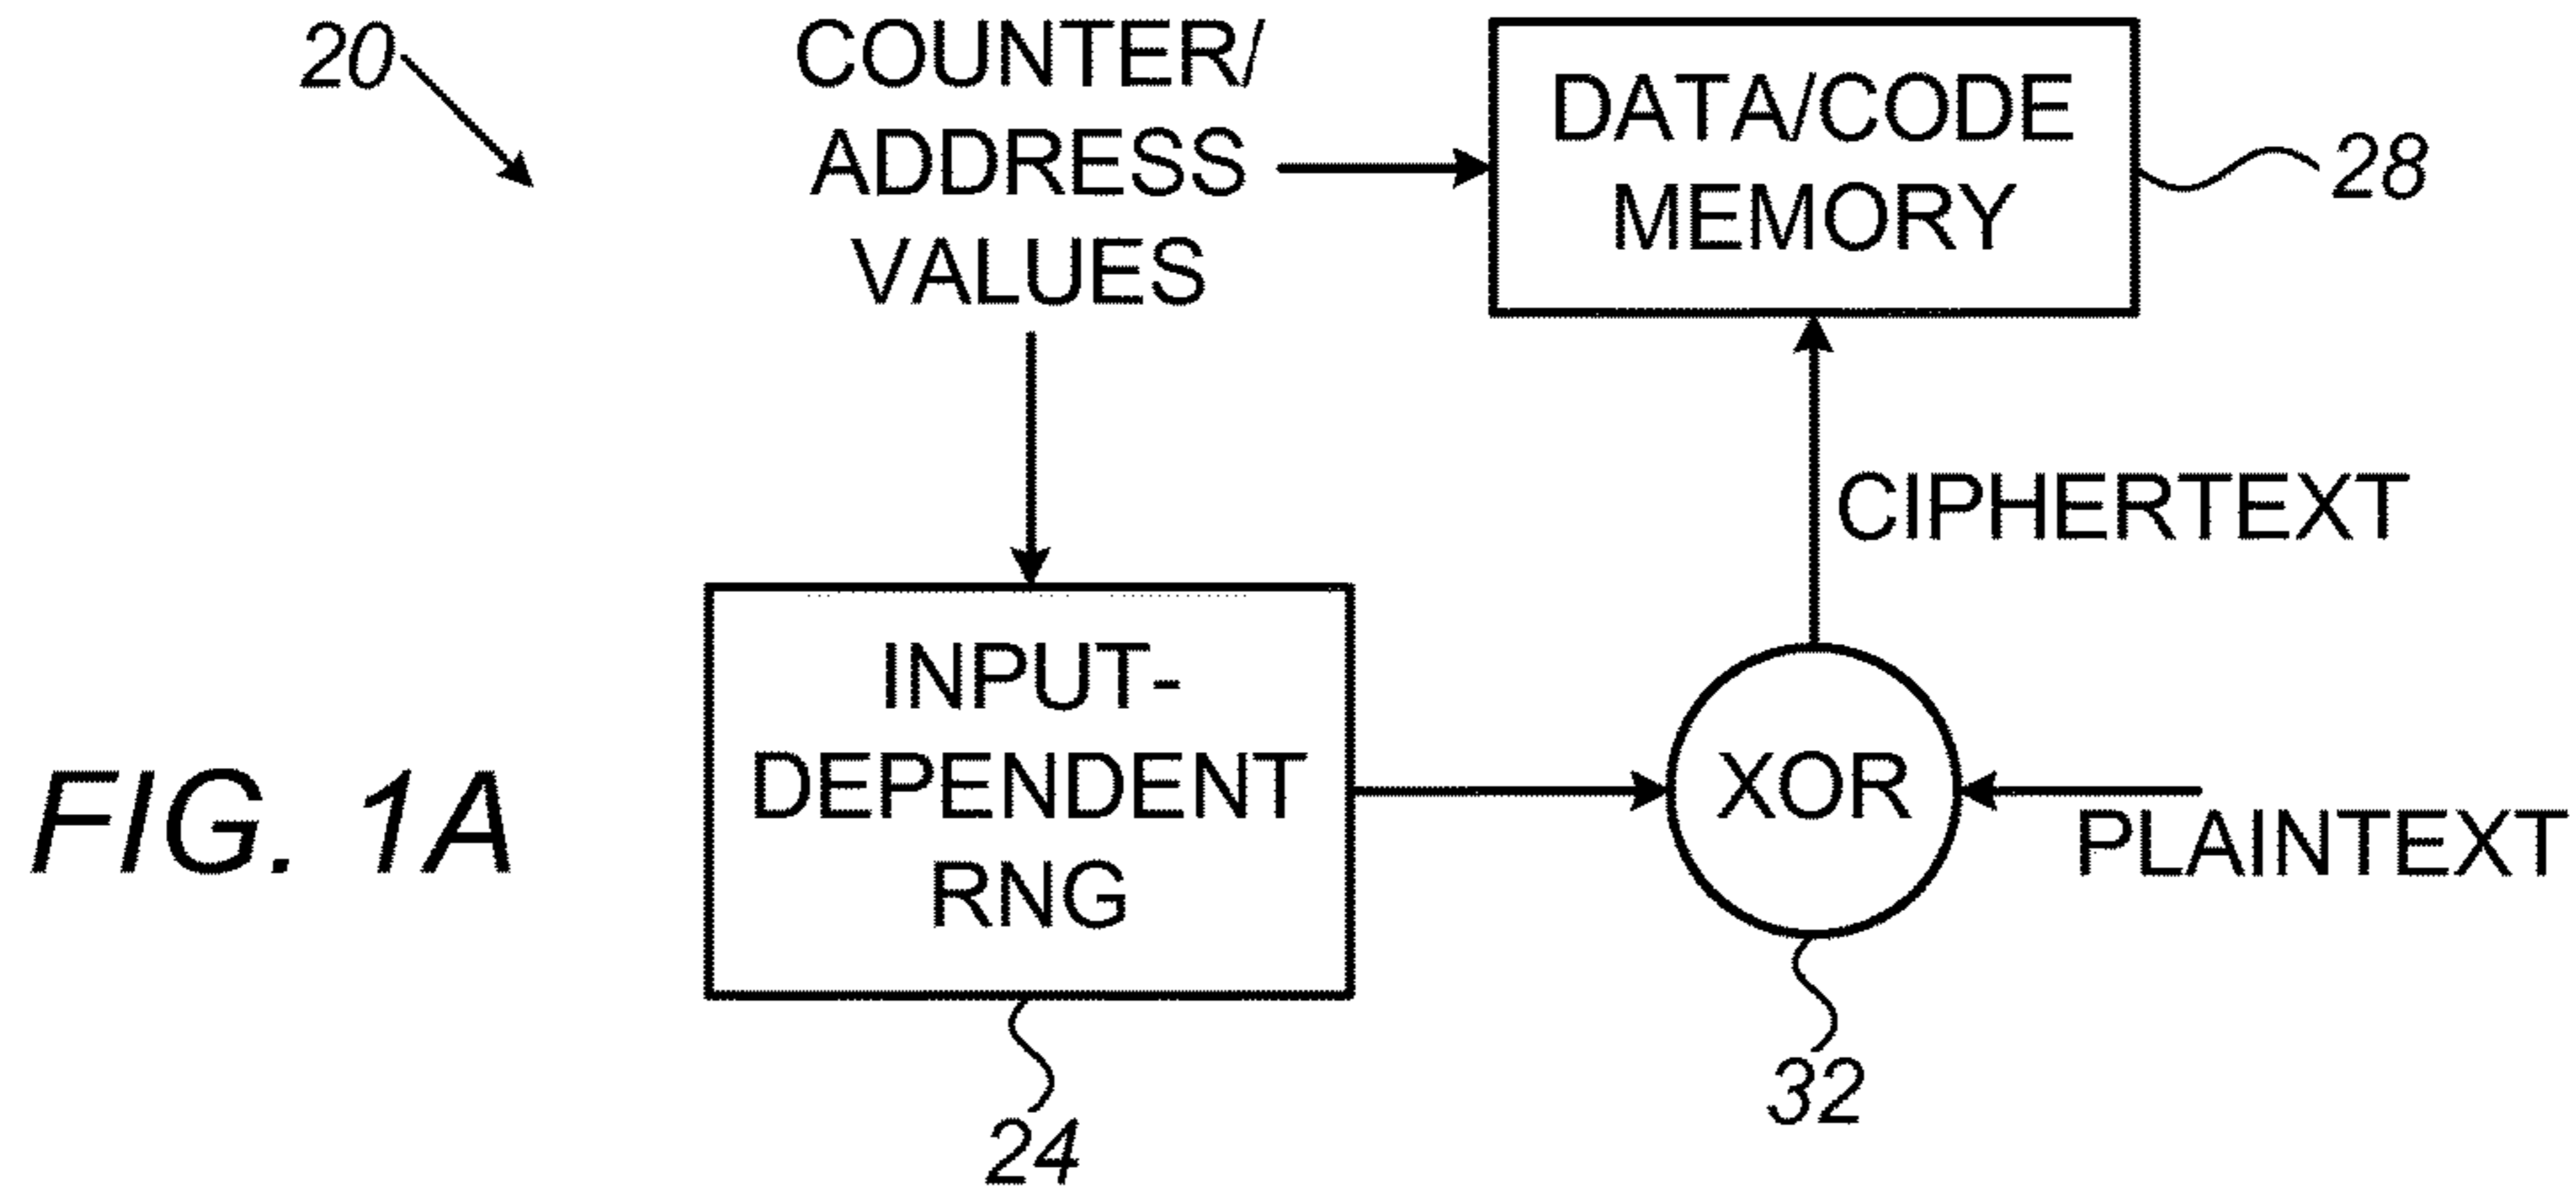 20
COUNTER/
ADDRESS
VALUES
DATA/CODE
MEMORY
28
CIPHERTEXT
INPUT-
DEPENDENT
RNG
XOR
PLAINTEXT
FIG. 1A
32
24